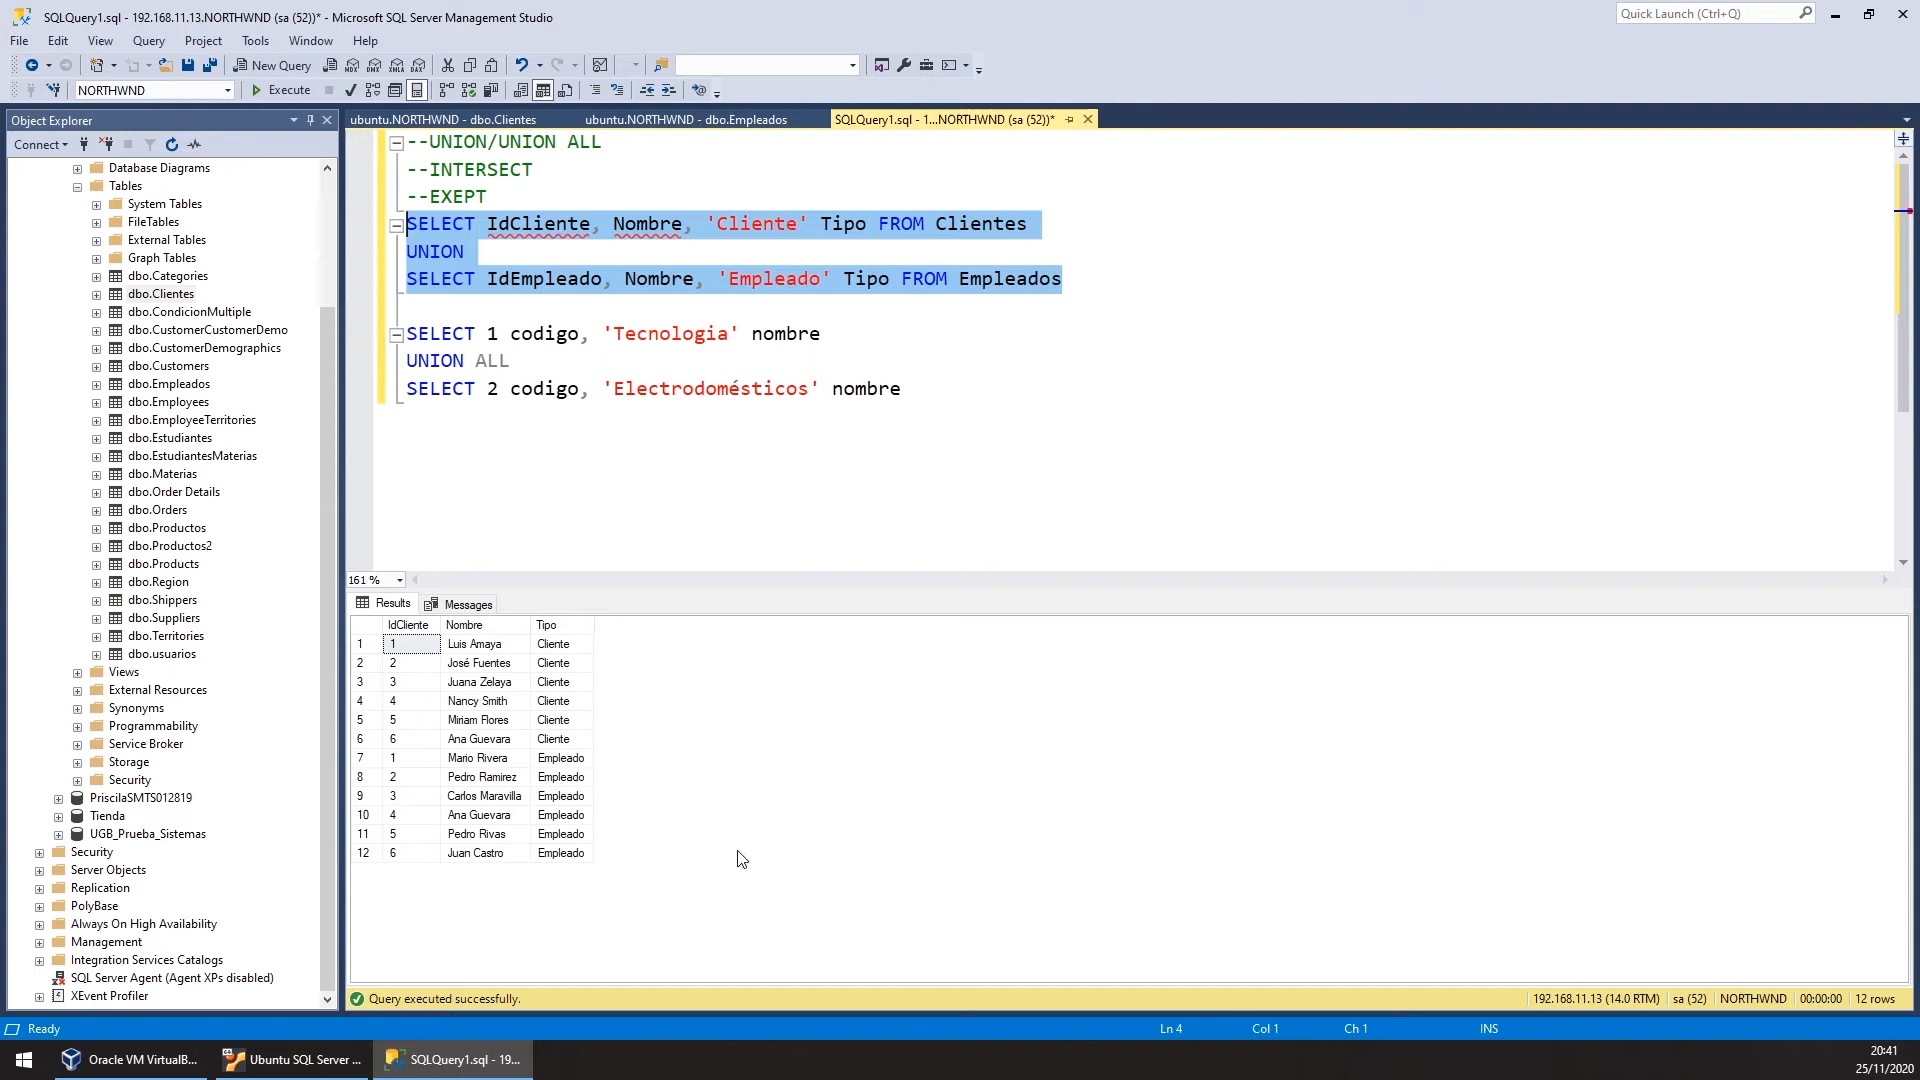 SQLQuery1.sql - 192.168.11.13.NORTHWND (sa (52))* - Microsoft SQL Server Management Studio
Quick Launch (Ctrl+Q)
File Edit View Query Project Tools Window Help
New Query
MDX DMX XMLA DAX
NORTHWND
Execute
Object Explorer
ubuntu.NORTHWND - dbo.Clientes
ubuntu.NORTHWND - dbo.Empleados
SQLQuery1.sql - 1...NORTHWND (sa (52))*
Connect
Database Diagrams
Tables
System Tables
FileTables
External Tables
Graph Tables
dbo.Categories
dbo.Clientes
dbo.CondicionMultiple
dbo.CustomerCustomerDemo
dbo.CustomerDemographics
dbo.Customers
dbo.Empleados
dbo.Employees
dbo.EmployeeTerritories
dbo.Estudiantes
dbo.EstudiantesMaterias
dbo.Materias
dbo.Order Details
dbo.Orders
dbo.Productos
dbo.Productos2
dbo.Products
dbo.Region
dbo.Shippers
dbo.Suppliers
dbo.Territories
dbo.usuarios
Views
External Resources
Synonyms
Programmability
Service Broker
Storage
Security
PriscilaSMTS012819
Tienda
UGB_Prueba_Sistemas
Security
Server Objects
Replication
PolyBase
Always On High Availability
Management
Integration Services Catalogs
SQL Server Agent (Agent XPs disabled)
XEvent Profiler
--UNION/UNION ALL
--INTERSECT
--EXEPT
SELECT IdCliente, Nombre, 'Cliente' Tipo FROM Clientes
UNION
SELECT IdEmpleado, Nombre, 'Empleado' Tipo FROM Empleados
SELECT 1 codigo, 'Tecnologia' nombre
UNION ALL
SELECT 2 codigo, 'Electrodomésticos' nombre
161 %
Results Messages
IdCliente Nombre Tipo
1 1 Luis Amaya Cliente
2 2 José Fuentes Cliente
3 3 Juana Zelaya Cliente
4 4 Nancy Smith Cliente
5 5 Miriam Flores Cliente
6 6 Ana Guevara Cliente
7 1 Mario Rivera Empleado
8 2 Pedro Ramirez Empleado
9 3 Carlos Maravilla Empleado
10 4 Ana Guevara Empleado
11 5 Pedro Rivas Empleado
12 6 Juan Castro Empleado
Query executed successfully.
192.168.11.13 (14.0 RTM) sa (52) NORTHWND 00:00:00 12 rows
Ready
Ln 4 Col 1 Ch 1 INS
Oracle VM VirtualB...
Ubuntu SQL Server ...
SQLQuery1.sql - 19...
20:41
25/11/2020